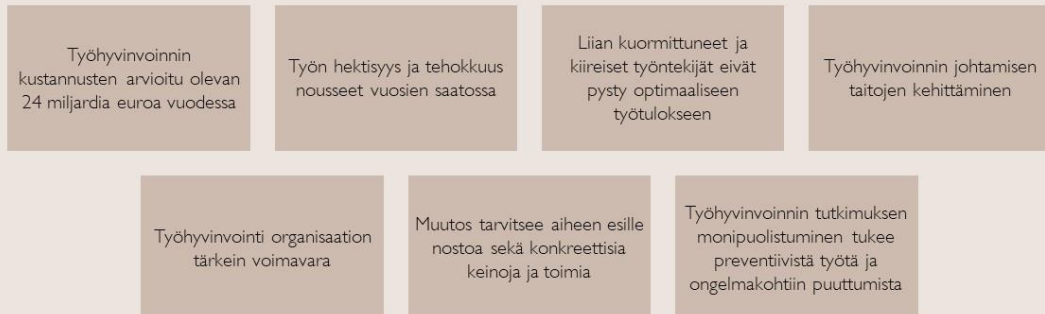 Työhyvinvoinnin
kustannusten arvioitu olevan
24 miljardia euroa vuodessa
Työn hektisyys ja tehokkuus
nousseet vuosien saatossa
Liian kuormittuneet ja
kiireiset työntekijät eivät
pysty optimaaliseen
työtulokseen
Työhyvinvoinnin johtamisen
taitojen kehittäminen
Työhyvinvointi organisaation
tärkein voimavara
Muutos tarvitsee aiheen esille
nostoa sekä konkreettisia
keinoja ja toimia
Työhyvinvoinnin tutkimuksen
monipuolistuminen tukee
preventiivistä työtä ja
ongelmakohtiin puuttumista